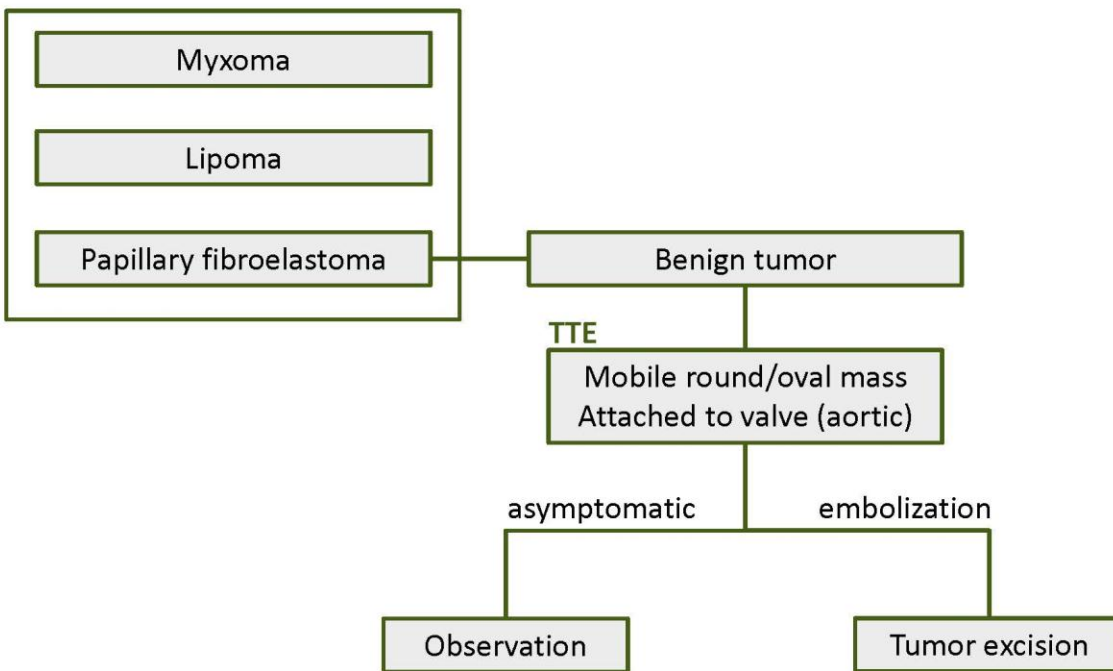 Myxoma
Lipoma
Papillary fibroelastoma
Benign tumor
TTE
Mobile round/oval mass
Attached to valve (aortic)
asymptomatic
embolization
Observation
Tumor excision